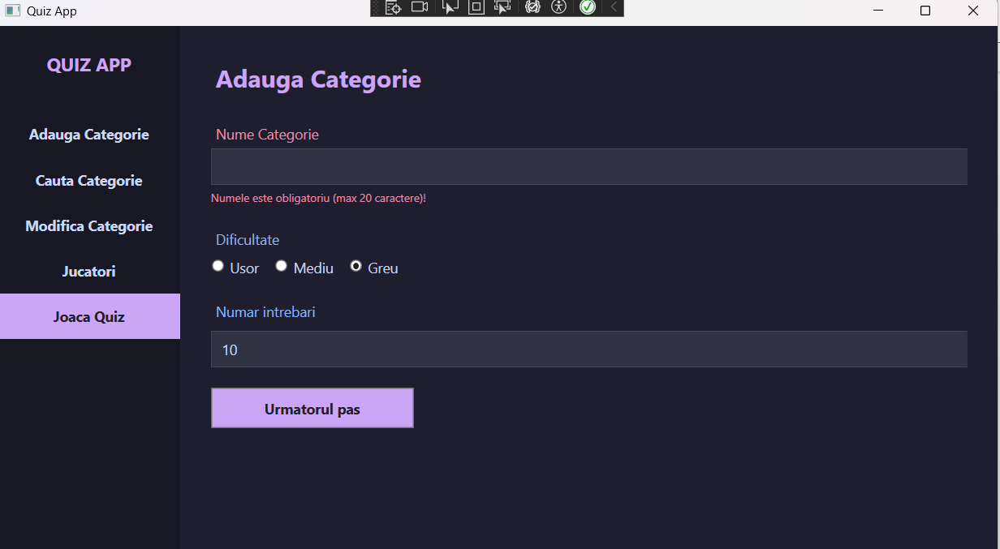 Quiz App
QUIZ APP
Adauga Categorie
Cauta Categorie
Modifica Categorie
Jucatori
Joaca Quiz
Adauga Categorie
Nume Categorie
Numele este obligatoriu (max 20 caractere)!
Dificultate
Usor Mediu Greu
Numar intrebari
10
Urmatorul pas